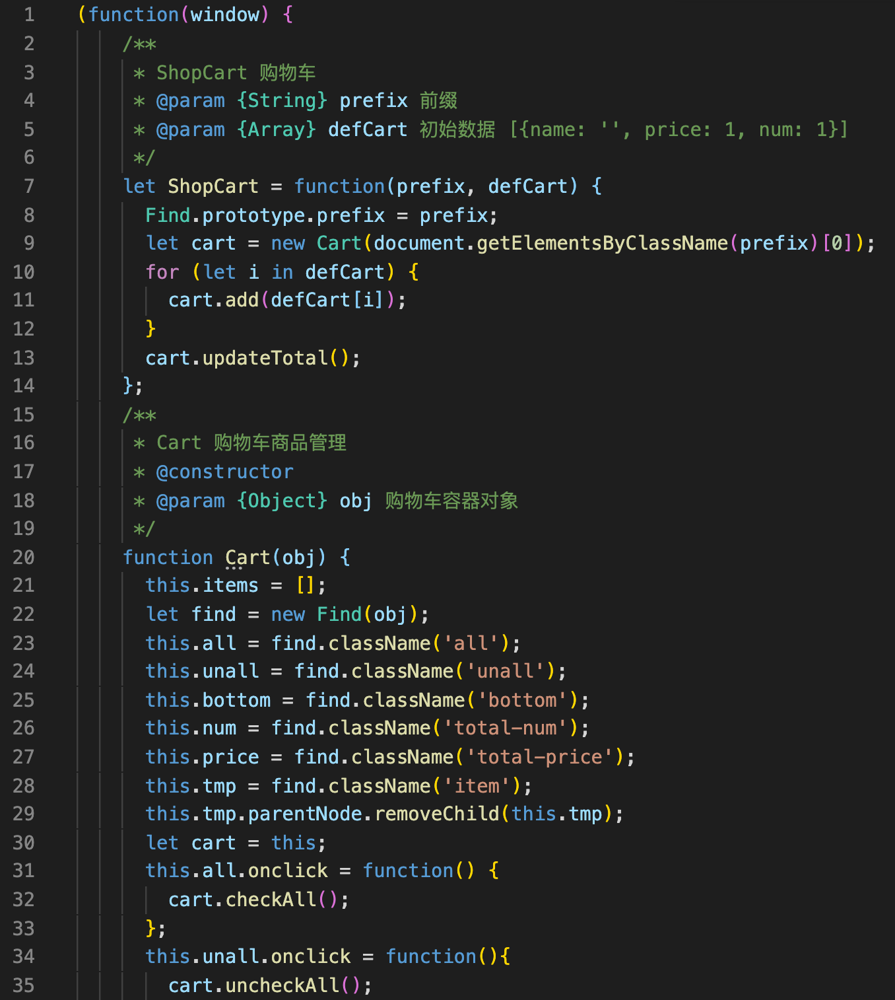 1 (function(window) {
2 /**
3 * ShopCart 购物车
4 * @param {String} prefix 前缀
5 * @param {Array} defCart 初始数据 [{name: '', price: 1, num: 1}]
6 */
7 let ShopCart = function(prefix, defCart) {
8 Find.prototype.prefix = prefix;
9 let cart = new Cart(document.getElementsByClassName(prefix)[0]);
10 for (let i in defCart) {
11 cart.add(defCart[i]);
12 }
13 cart.updateTotal();
14 };
15 /**
16 * Cart 购物车商品管理
17 * @constructor
18 * @param {Object} obj 购物车容器对象
19 */
20 function Cart(obj) {
21 this.items = [];
22 let find = new Find(obj);
23 this.all = find.className('all');
24 this.unall = find.className('unall');
25 this.bottom = find.className('bottom');
26 this.num = find.className('total-num');
27 this.price = find.className('total-price');
28 this.tmp = find.className('item');
29 this.tmp.parentNode.removeChild(this.tmp);
30 let cart = this;
31 this.all.onclick = function() {
32 cart.checkAll();
33 };
34 this.unall.onclick = function(){
35 cart.uncheckAll();